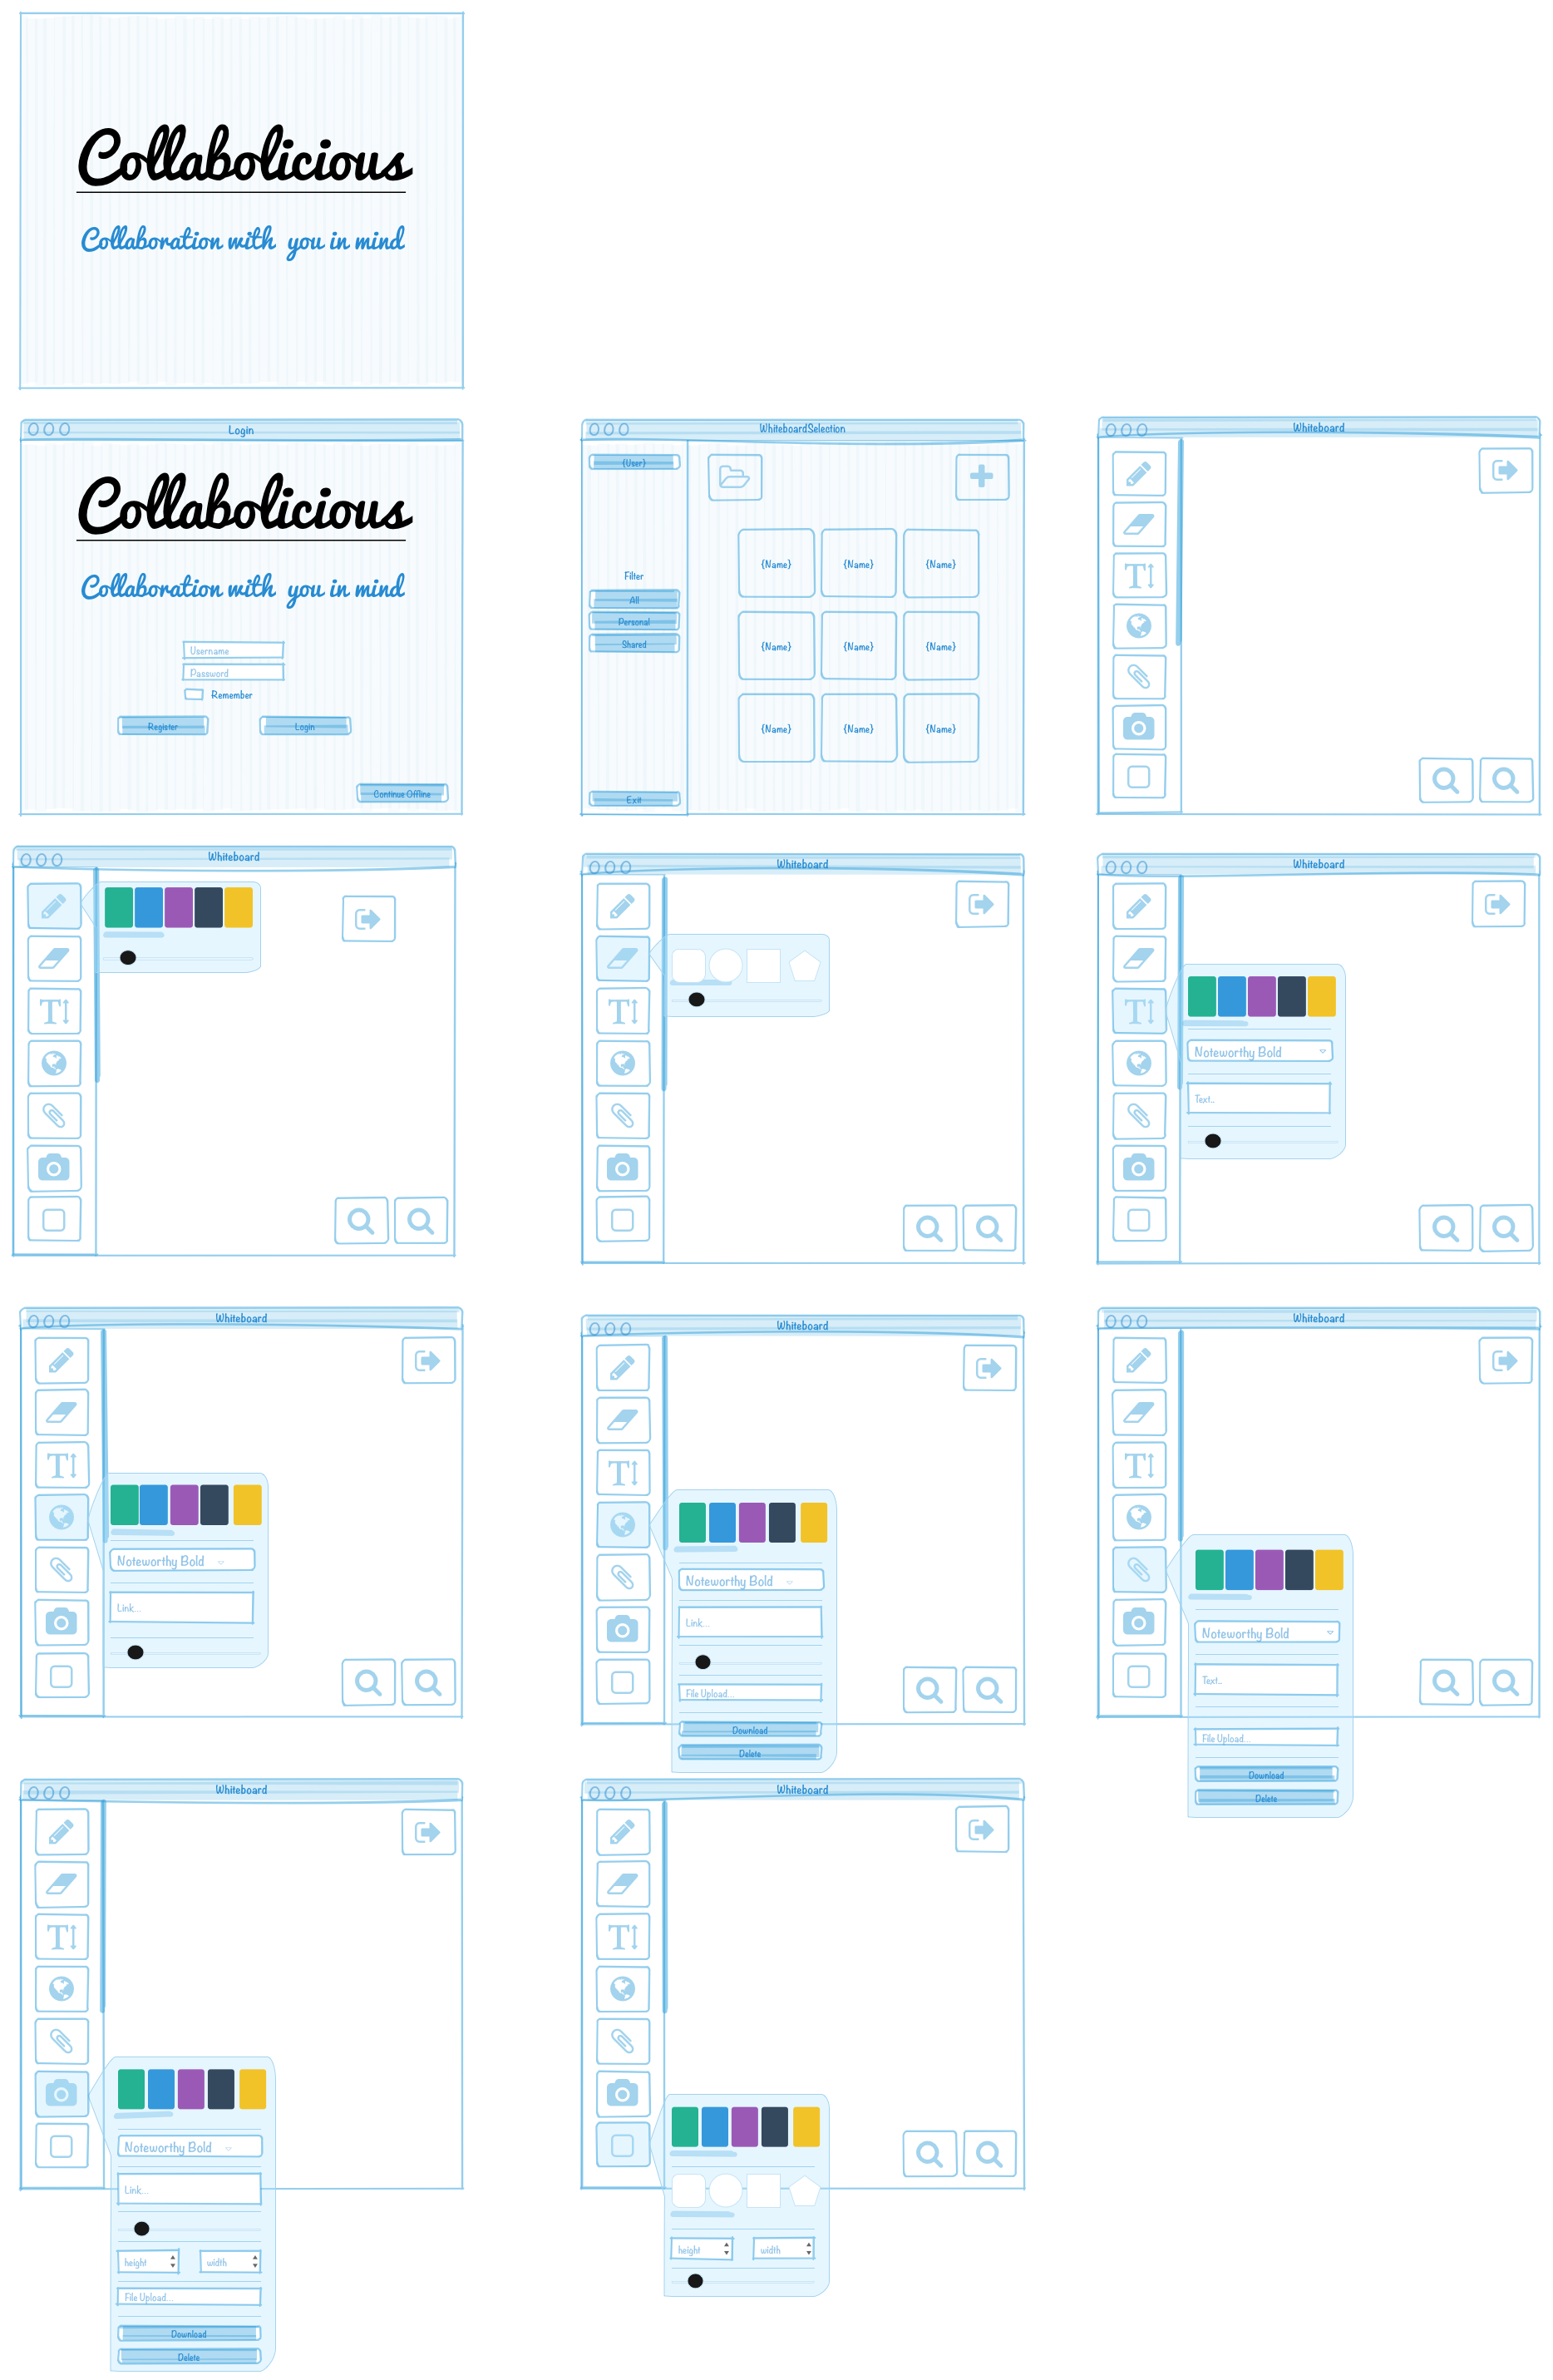 Collabolicious
Collaboration with you in mind
Login
Collabolicious
Collaboration with you in mind
Username
Password
Remember
Register
Login
Continue Offline
WhiteboardSelection
{User}
Filter
All
Personal
Shared
Exit
{Name}
{Name}
{Name}
{Name}
{Name}
{Name}
{Name}
{Name}
{Name}
Whiteboard
T
Whiteboard
T
Whiteboard
T
Whiteboard
T
Noteworthy Bold
Text..
Whiteboard
T
Noteworthy Bold
Link...
Whiteboard
T
Noteworthy Bold
Link...
File Upload...
Download
Delete
Whiteboard
T
Noteworthy Bold
Text..
File Upload...
Download
Delete
Whiteboard
T
Noteworthy Bold
Link...
height
width
File Upload...
Download
Delete
Whiteboard
T
height
width